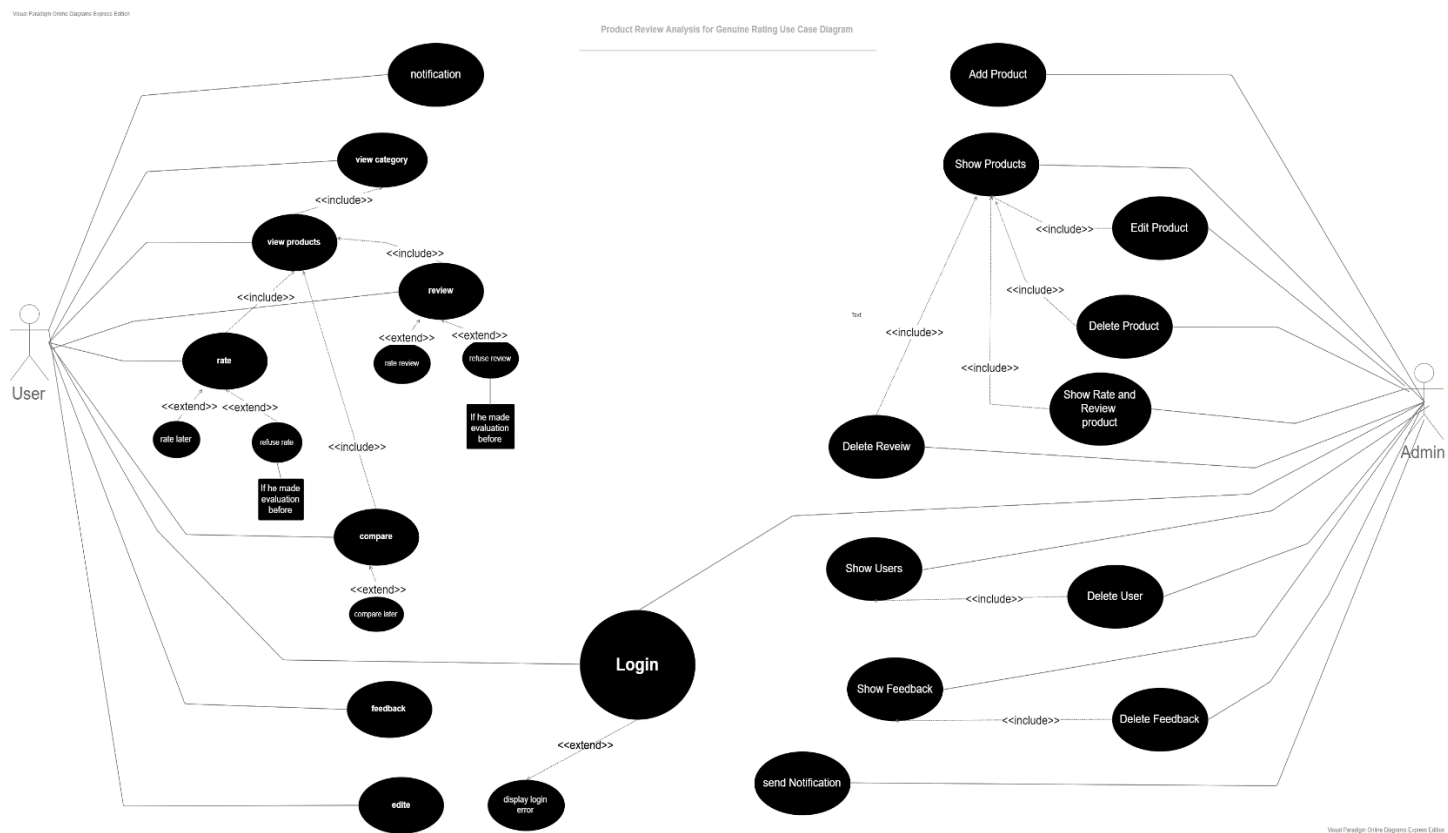 Visual Paradigm Online Diagrams Express Edition
Product Review Analysis for Genuine Rating Use Case Diagram
notification
view category
<<include>>
view products
<<include>>
review
<<include>>
<<extend>>
<<extend>>
rate review
refuse review
If he made
evaluation
before
rate
<<extend>>
<<extend>>
rate later
refuse rate
If he made
evaluation
before
<<include>>
compare
<<extend>>
compare later
User
Login
<<extend>>
display login
error
feedback
edite
Add Product
Show Products
<<include>>
Edit Product
<<include>>
Delete Product
Text
<<include>>
<<include>>
Show Rate and
Review
product
Delete Reveiw
Admin
Show Users
<<include>>
Delete User
Show Feedback
<<include>>
Delete Feedback
send Notification
Visual Paradigm Online Diagrams Express Edition